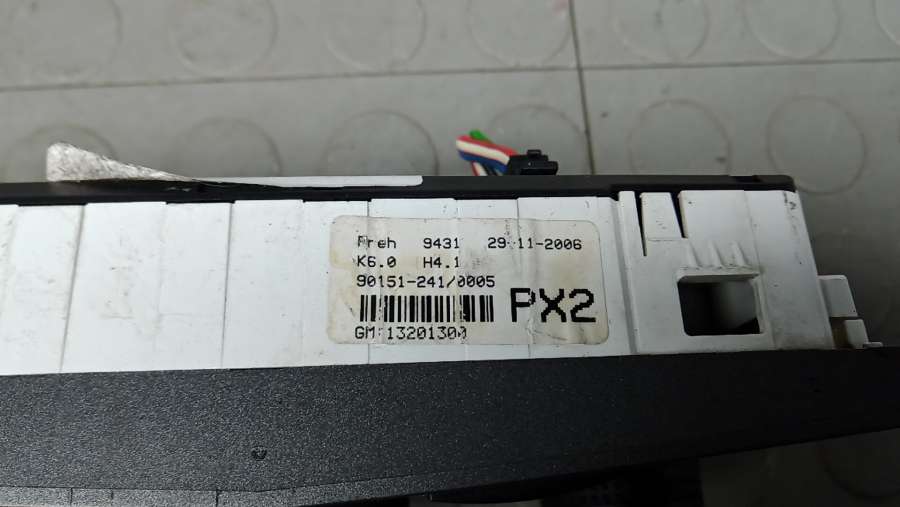 Preh 9431 29-11-2006
K6.0 H4.1
90151-241/0005
PX2
GM:13201300